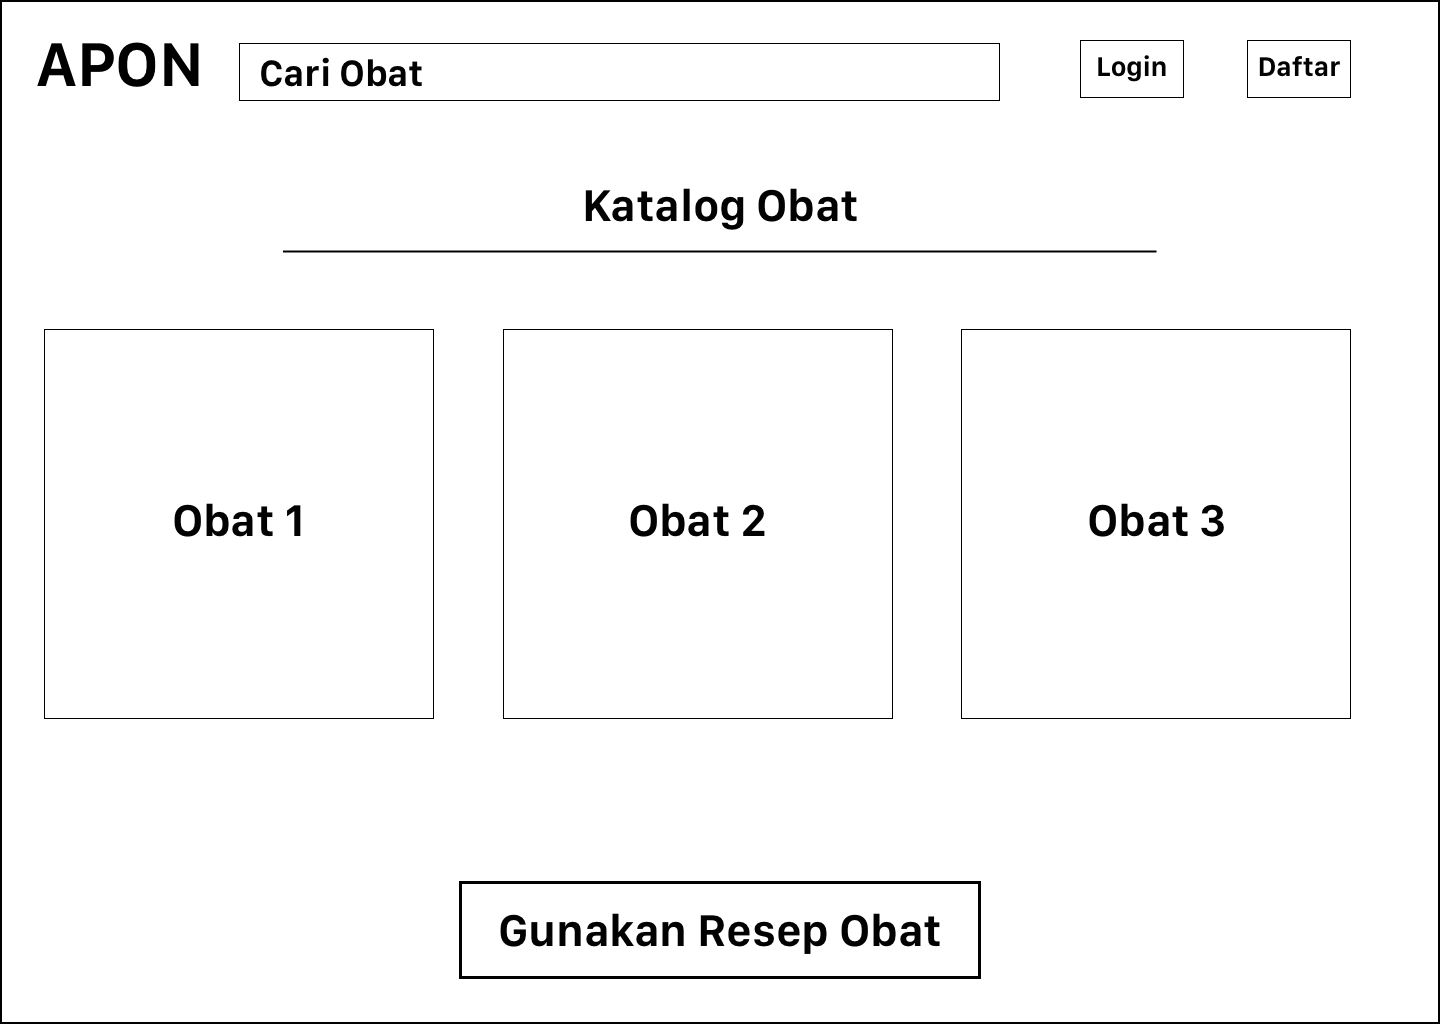 APON
Cari Obat
Login
Daftar
Katalog Obat
Obat 1
Obat 2
Obat 3
Gunakan Resep Obat